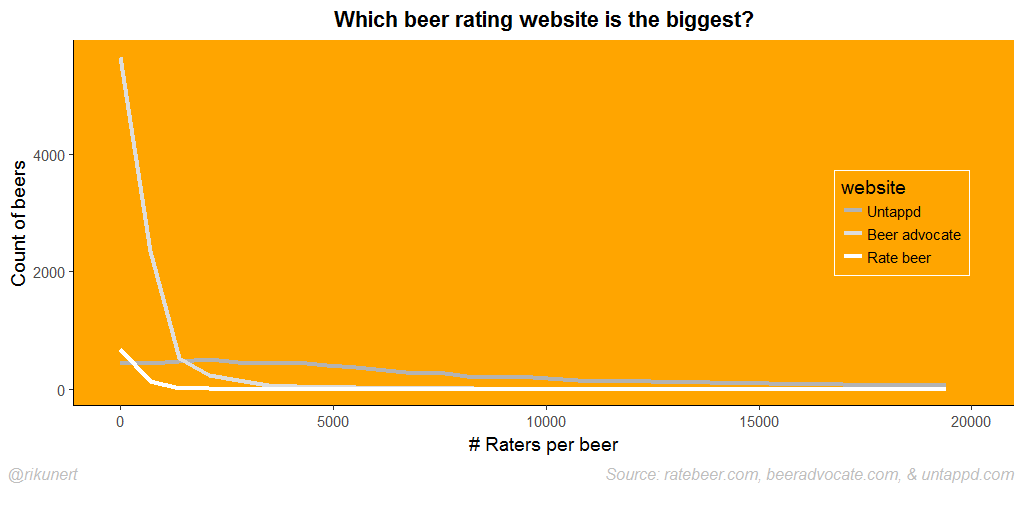 Which beer rating website is the biggest?
Count of beers
4000
2000
0
website
Untappd
Beer advocate
Rate beer
0 5000 10000 15000 20000
# Raters per beer
@rikunert Source: ratebeer.com, beeradvocate.com, & untappd.com